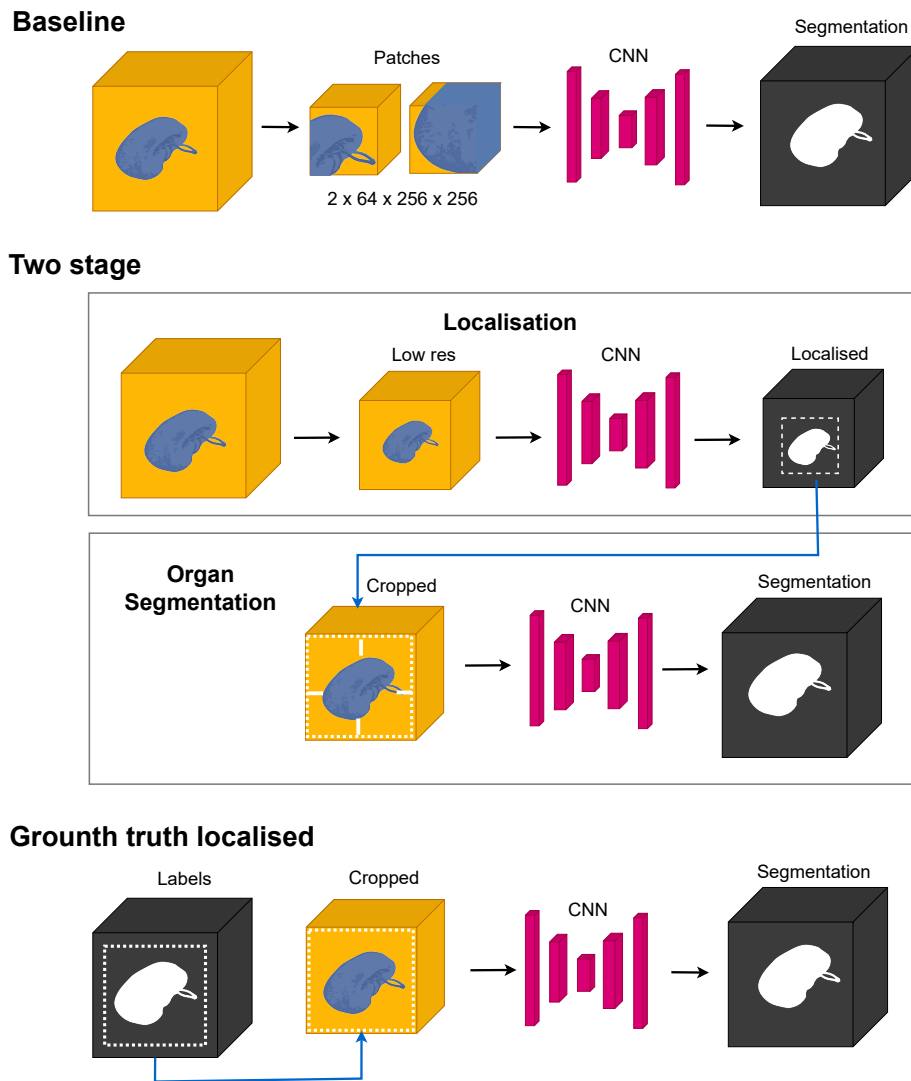 Baseline
Patches
CNN
Segmentation
2 x 64 x 256 x 256
Two stage
Localisation
Low res
CNN
Localised
Organ
Segmentation
Cropped
CNN
Segmentation
Grounth truth localised
Labels
Cropped
CNN
Segmentation